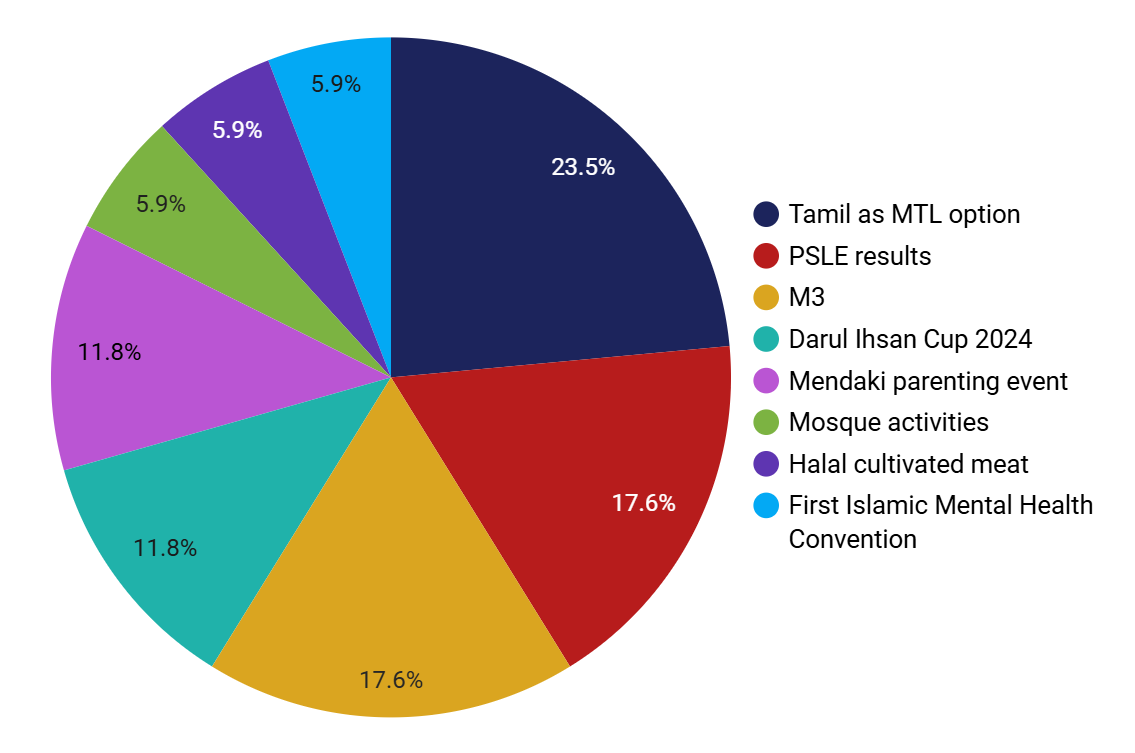 5.9%
23.5%
5.9%
5.9%
11.8%
17.6%
11.8%
17.6%
Tamil as MTL option
PSLE results
M3
Darul Ihsan Cup 2024
Mendaki parenting event
Mosque activities
Halal cultivated meat
First Islamic Mental Health
Convention